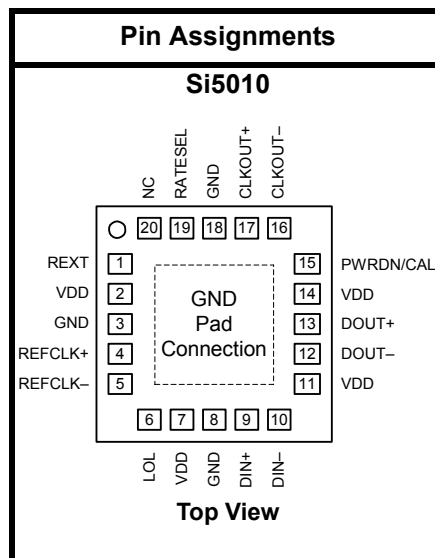 Pin Assignments
Si5010
NC
RATESEL
GND
CLKOUT+
CLKOUT–
20
19
18
17
16
REXT
1
VDD
2
GND
3
REFCLK+
4
REFCLK–
5
GND
Pad
Connection
15
PWRDN/CAL
14
VDD
13
DOUT+
12
DOUT–
11
VDD
6
7
8
9
10
LOL
VDD
GND
DIN+
DIN–
Top View